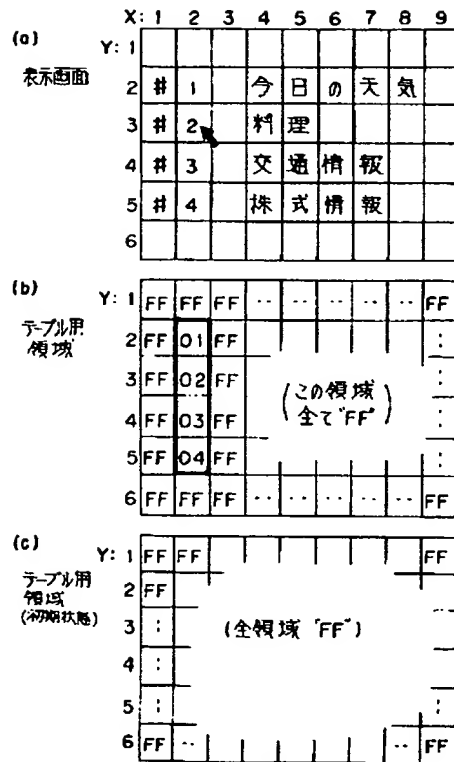 X: 1 2 3 4 5 6 7 8 9
(a)
表示画面
Y: 1
2 # 1 今日の天気
3 # 2 料理
4 # 3 交通情報
5 # 4 株式情報
6
(b)
テーブル用
領域
Y: 1 FF FF FF ‥ ‥ ‥ ‥ ‥ FF
2 FF 01 FF :
3 FF 02 FF (この領域 :
4 FF 03 FF 全て"FF") :
5 FF 04 FF :
6 FF FF FF ‥ ‥ ‥ ‥ ‥ FF
(c)
テーブル用
領域
(初期状態)
Y: 1 FF FF FF
2 FF
3 : (全領域"FF") :
4 : :
5 : :
6 FF ‥ ‥ FF